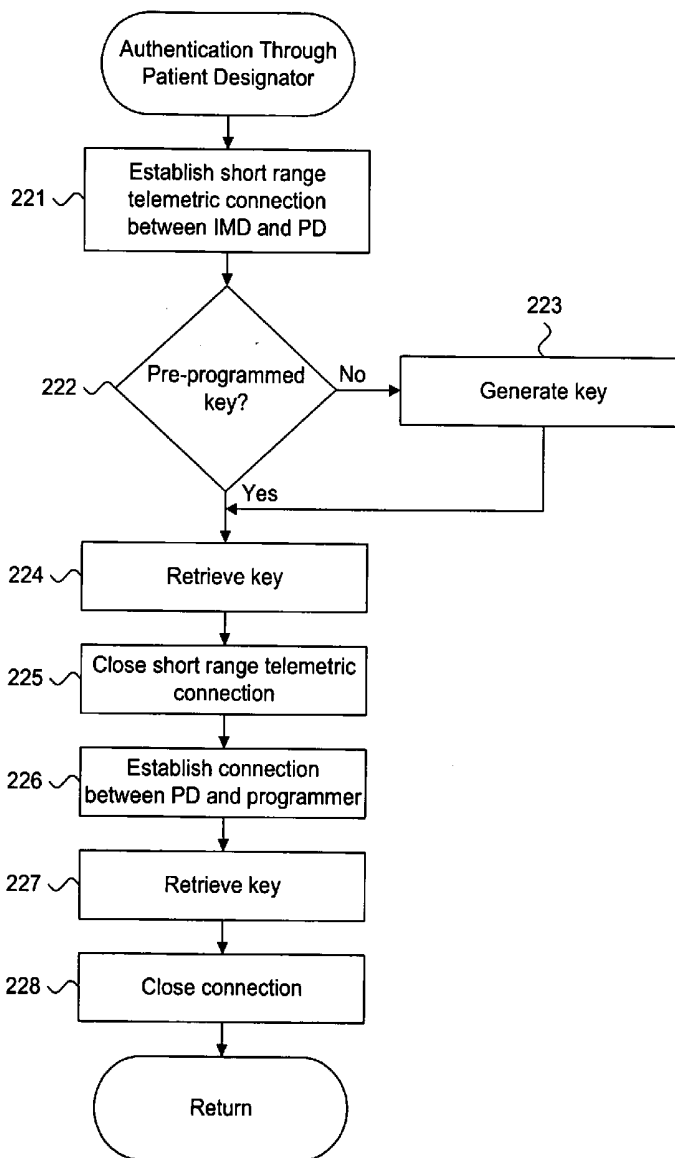 Authentication Through
Patient Designator
221
Establish short range
telemetric connection
between IMD and PD
222
Pre-programmed
key?
No
223
Generate key
Yes
224
Retrieve key
225
Close short range telemetric
connection
226
Establish connection
between PD and programmer
227
Retrieve key
228
Close connection
Return